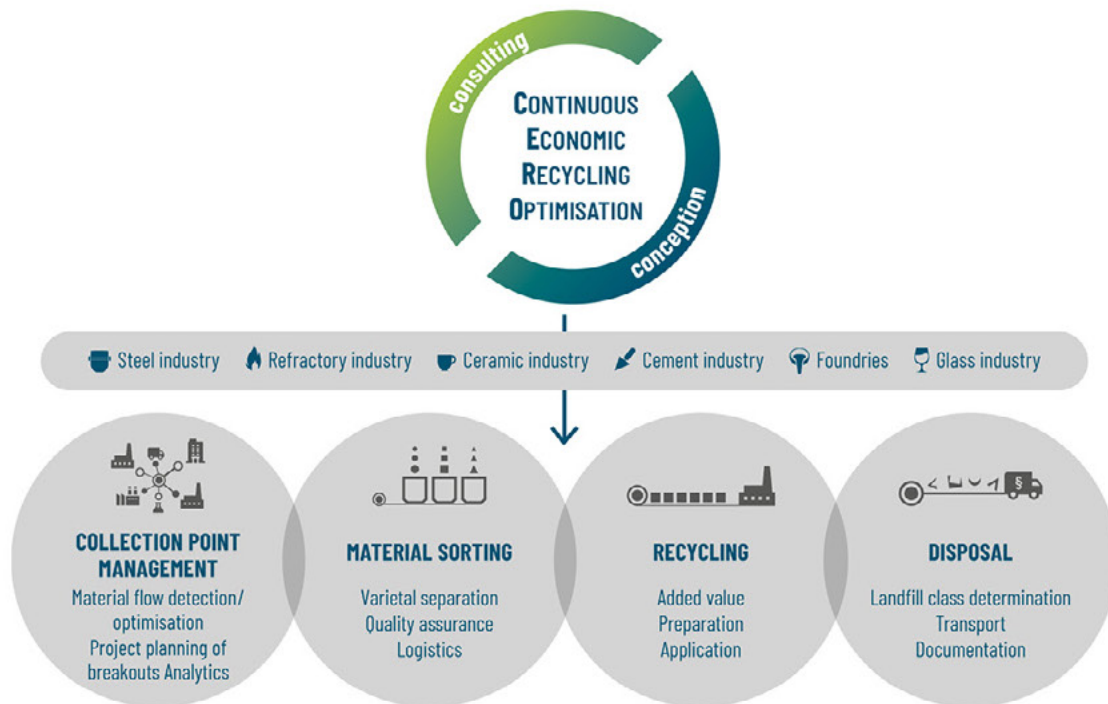 consulting
CONTINUOUS
ECONOMIC
RECYCLING
OPTIMISATION
conception
Steel industry Refractory industry Ceramic industry Cement industry Foundries Glass industry
COLLECTION POINT
MANAGEMENT
Material flow detection/
optimisation
Project planning of
breakouts Analytics
MATERIAL SORTING
Varietal separation
Quality assurance
Logistics
RECYCLING
Added value
Preparation
Application
§
DISPOSAL
Landfill class determination
Transport
Documentation